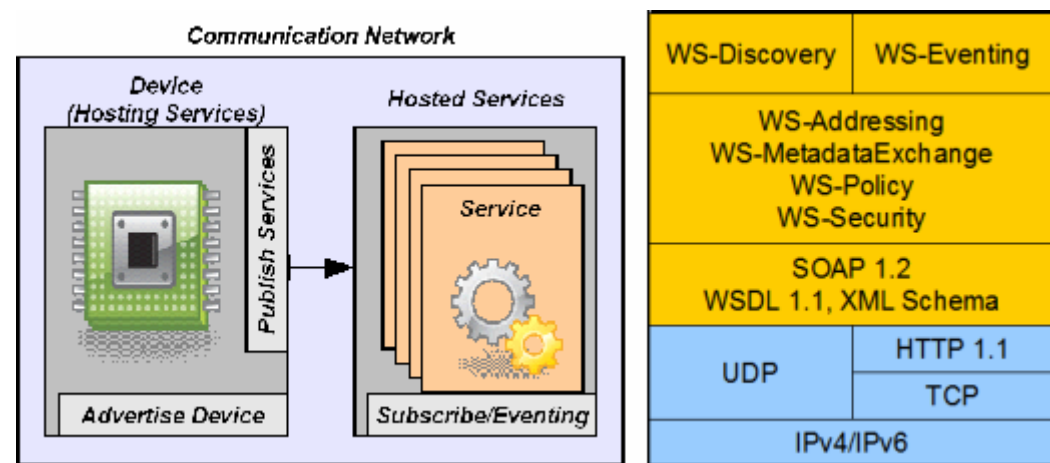 Communication Network
Device
(Hosting Services)
Publish Services
Advertise Device
Hosted Services
Service
Subscribe/Eventing
WS-Discovery
WS-Eventing
WS-Addressing
WS-MetadataExchange
WS-Policy
WS-Security
SOAP 1.2
WSDL 1.1, XML Schema
UDP
HTTP 1.1
TCP
IPv4/IPv6